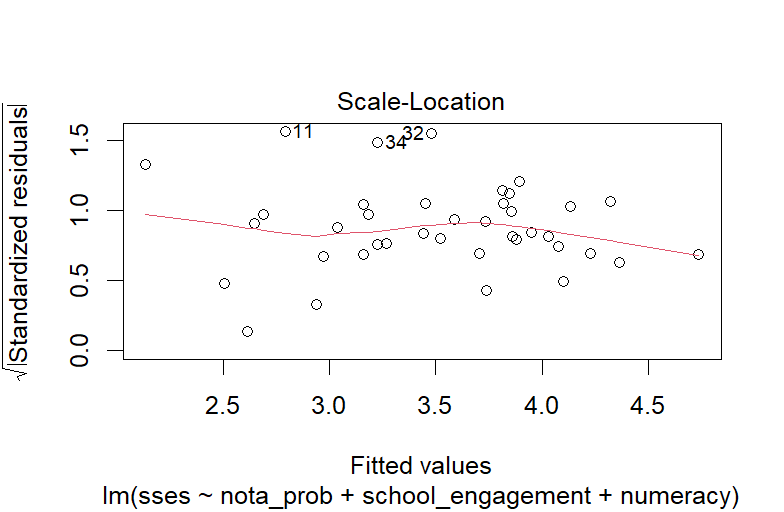 Scale-Location
√|Standardized residuals|
0.0 0.5 1.0 1.5
11 34 32
2.5 3.0 3.5 4.0 4.5
Fitted values
lm(sses ~ nota_prob + school_engagement + numeracy)